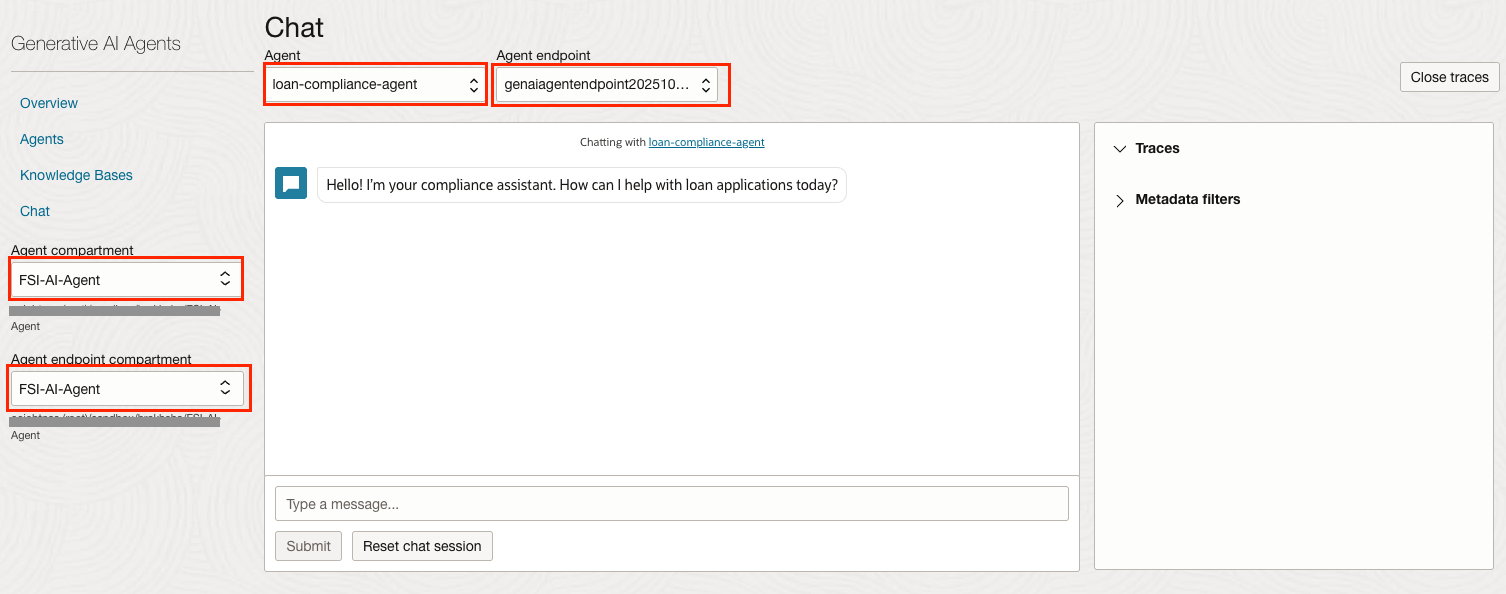 Generative AI Agents
Overview
Agents
Knowledge Bases
Chat
Agent compartment
FSI-AI-Agent
Agent
Agent endpoint compartment
FSI-AI-Agent
Agent
Chat
Agent
loan-compliance-agent
Agent endpoint
genaiagentendpoint202510...
Close traces
Chatting with loan-compliance-agent
Hello! I'm your compliance assistant. How can I help with loan applications today?
Type a message...
Submit
Reset chat session
Traces
Metadata filters